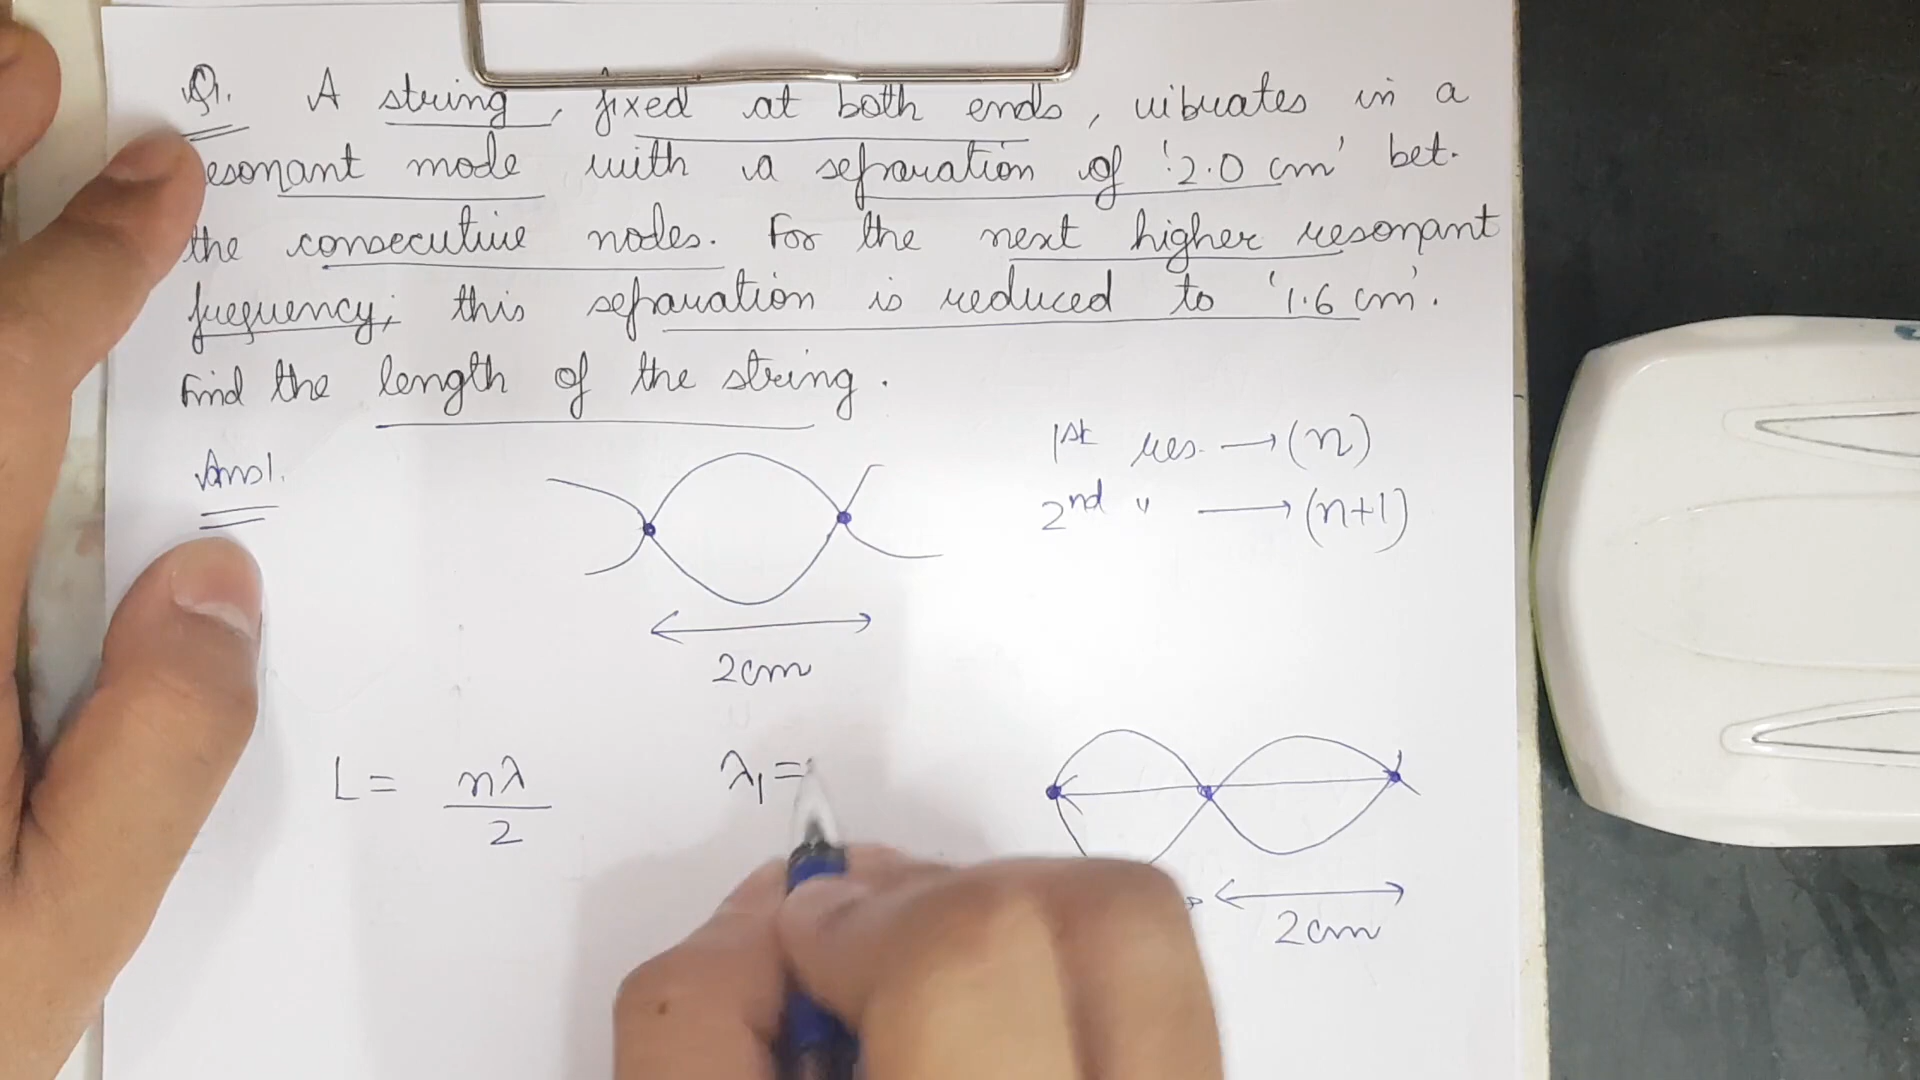 Q1. A string, fixed at both ends, vibrates in a
resonant mode with a separation of '2.0 cm' bet.
the consecutive nodes. For the next higher resonant
frequency, this separation is reduced to '1.6 cm'.
Find the length of the string.
Ans1.
1st res. → (n)
2nd " → (n+1)
2cm
L = nλ/2
λ1 =
2cm